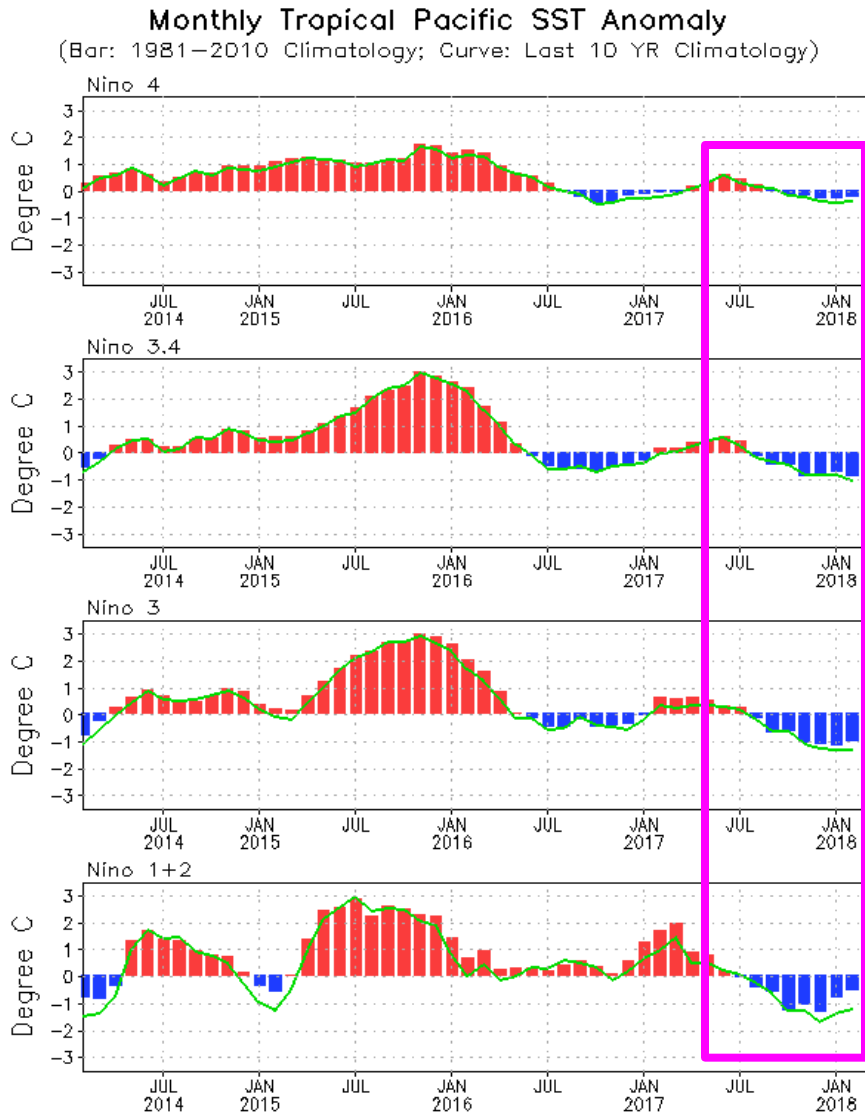 Monthly Tropical Pacific SST Anomaly
(Bar: 1981-2010 Climatology; Curve: Last 10 YR Climatology)
Nino 4
Degree C
3
2
1
0
-1
-2
-3
JUL JAN JUL JAN JUL JAN JUL JAN
2014 2015 2016 2017 2018
Nino 3.4
Degree C
3
2
1
0
-1
-2
-3
JUL JAN JUL JAN JUL JAN JUL JAN
2014 2015 2016 2017 2018
Nino 3
Degree C
3
2
1
0
-1
-2
-3
JUL JAN JUL JAN JUL JAN JUL JAN
2014 2015 2016 2017 2018
Nino 1+2
Degree C
3
2
1
0
-1
-2
-3
JUL JAN JUL JAN JUL JAN JUL JAN
2014 2015 2016 2017 2018